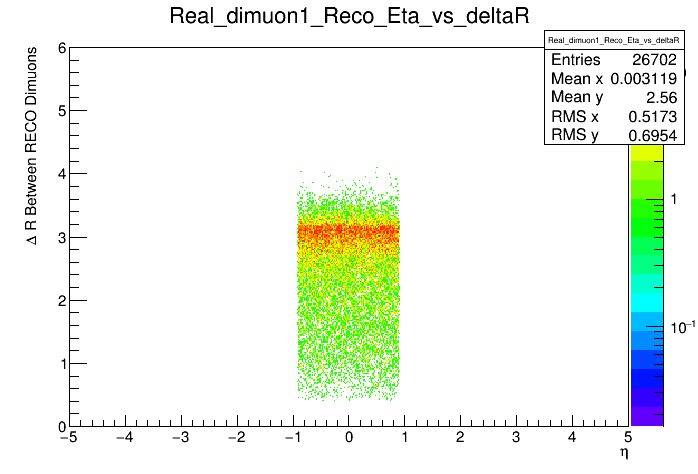 Real_dimuon1_Reco_Eta_vs_deltaR
Real_dimuon1_Reco_Eta_vs_deltaR
Entries 26702
Mean x 0.003119
Mean y 2.56
RMS x 0.5173
RMS y 0.6954
Δ R Between RECO Dimuons
6
5
4
3
2
1
0
−5 −4 −3 −2 −1 0 1 2 3 4 5
η
1
10⁻¹